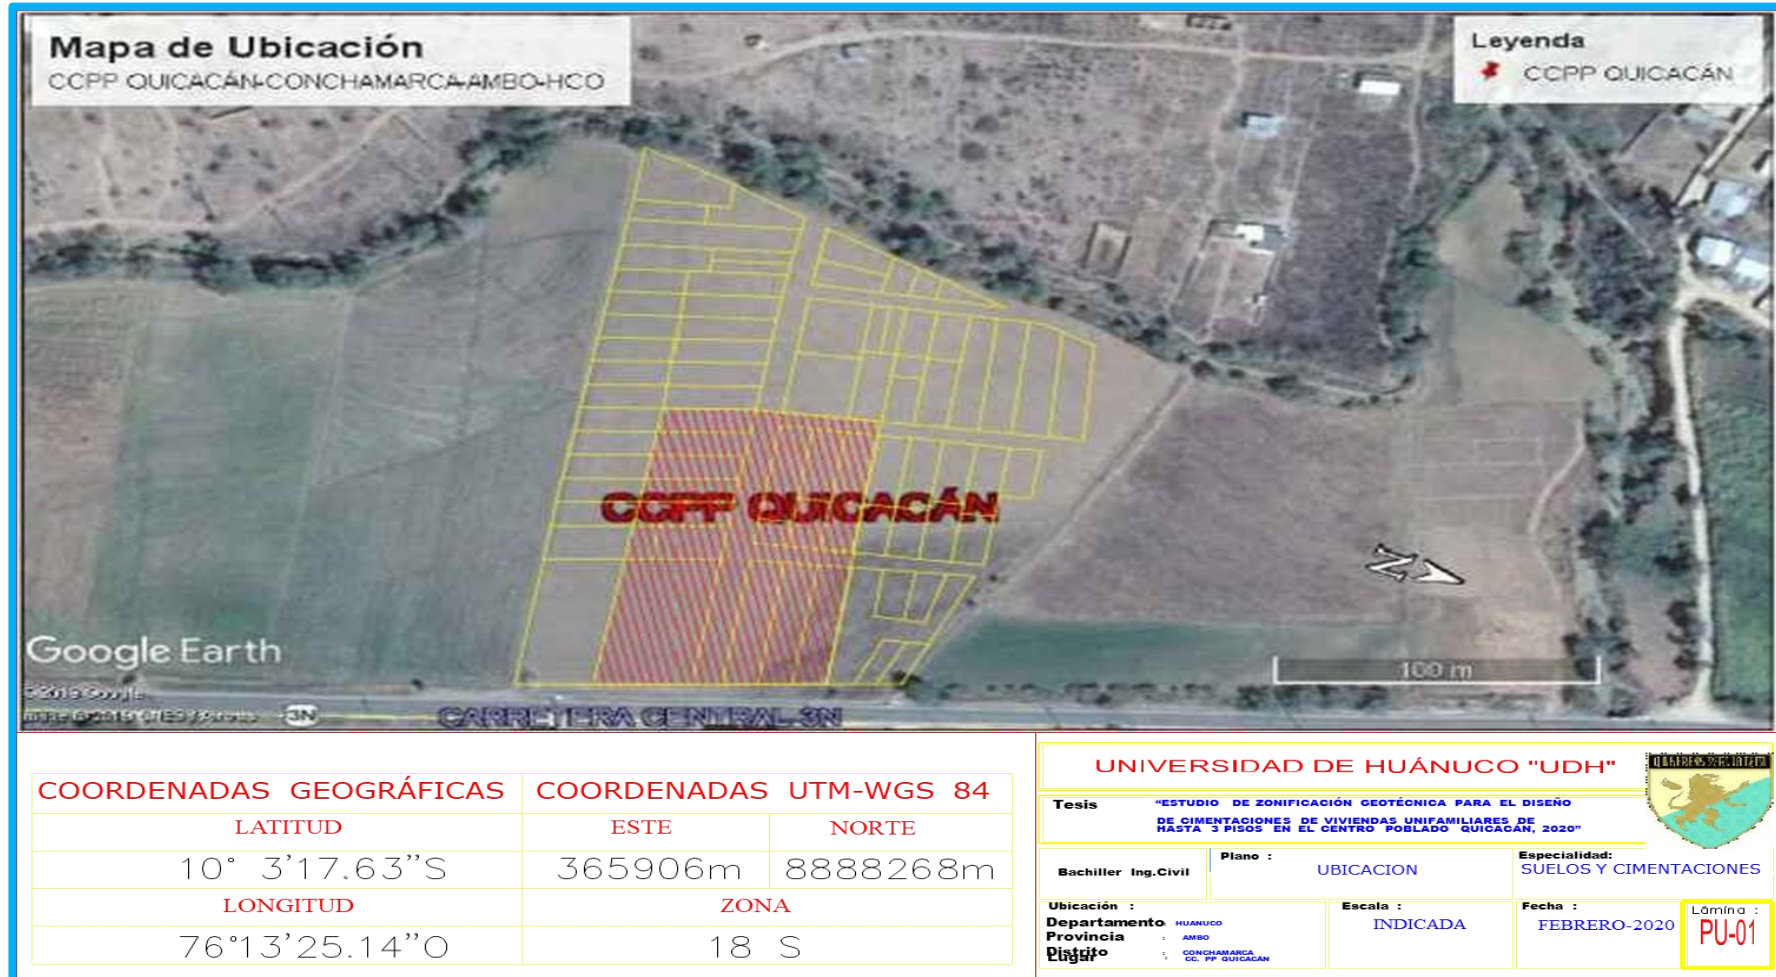 Mapa de Ubicación
CCPP QUICACÁN-CONCHAMARCA-AMBO-HCO
Leyenda
CCPP QUICACÁN
CCPP QUICACÁN
N
Google Earth
100 m
© 2019 Google
3N
CARRETERA CENTRAL 3N
COORDENADAS GEOGRÁFICAS
COORDENADAS UTM-WGS 84
LATITUD
ESTE
NORTE
10° 3'17.63''S
365906m
8888268m
LONGITUD
ZONA
76°13'25.14''O
18 S
UNIVERSIDAD DE HUÁNUCO "UDH"
Tesis
"ESTUDIO DE ZONIFICACIÓN GEOTÉCNICA PARA EL DISEÑO
DE CIMENTACIONES DE VIVIENDAS UNIFAMILIARES DE
HASTA 3 PISOS EN EL CENTRO POBLADO QUICACÁN, 2020"
Bachiller Ing.Civil
Plano :
UBICACION
Especialidad:
SUELOS Y CIMENTACIONES
Ubicación :
Departamento : HUANUCO
Provincia : AMBO
Distrito : CONCHAMARCA
Lugar : CC. PP QUICACAN
Escala :
INDICADA
Fecha :
FEBRERO-2020
Lámina :
PU-01